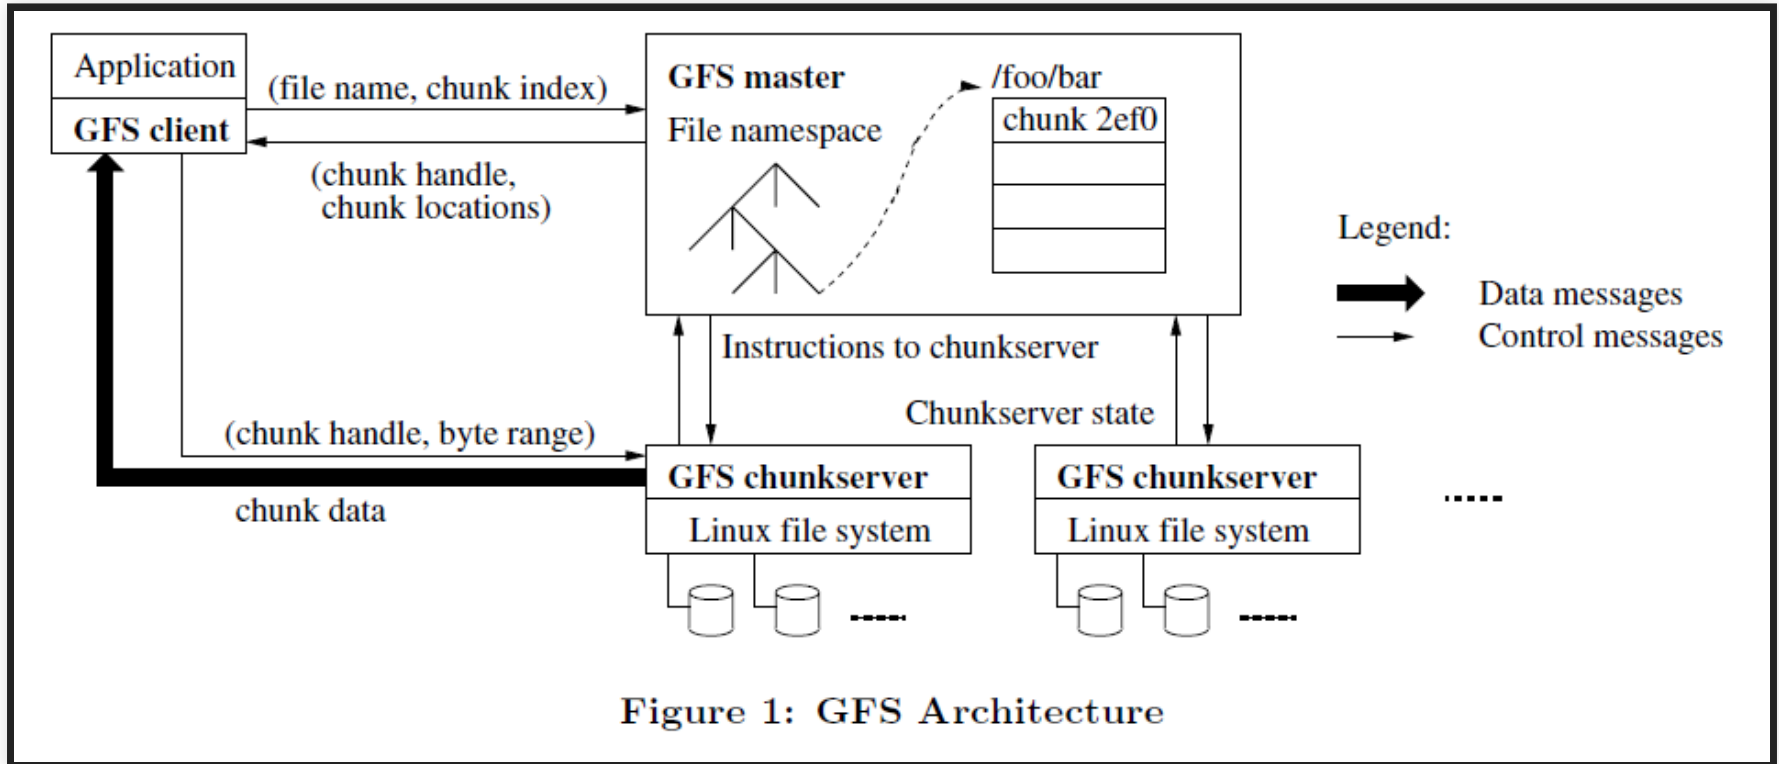 Application
GFS client
(file name, chunk index)
(chunk handle,
chunk locations)
GFS master
File namespace
/foo/bar
chunk 2ef0
Legend:
Data messages
Control messages
Instructions to chunkserver
Chunkserver state
(chunk handle, byte range)
chunk data
GFS chunkserver
Linux file system
GFS chunkserver
Linux file system
Figure 1: GFS Architecture